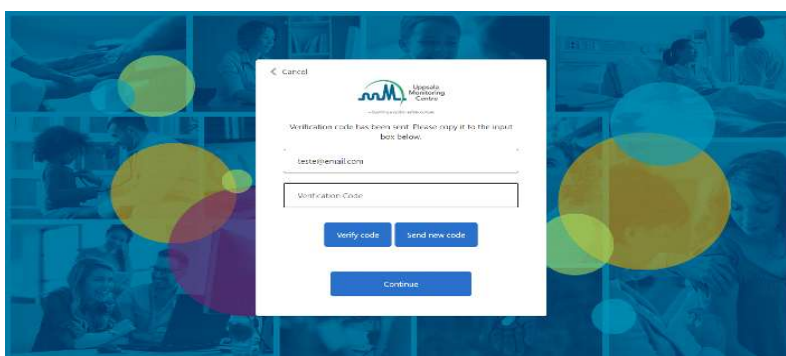 Cancel
Uppsala
Monitoring
Centre
Verification code has been sent. Please copy it to the input
box below.
teste@email.com
Verification Code
Verify code
Send new code
Continue